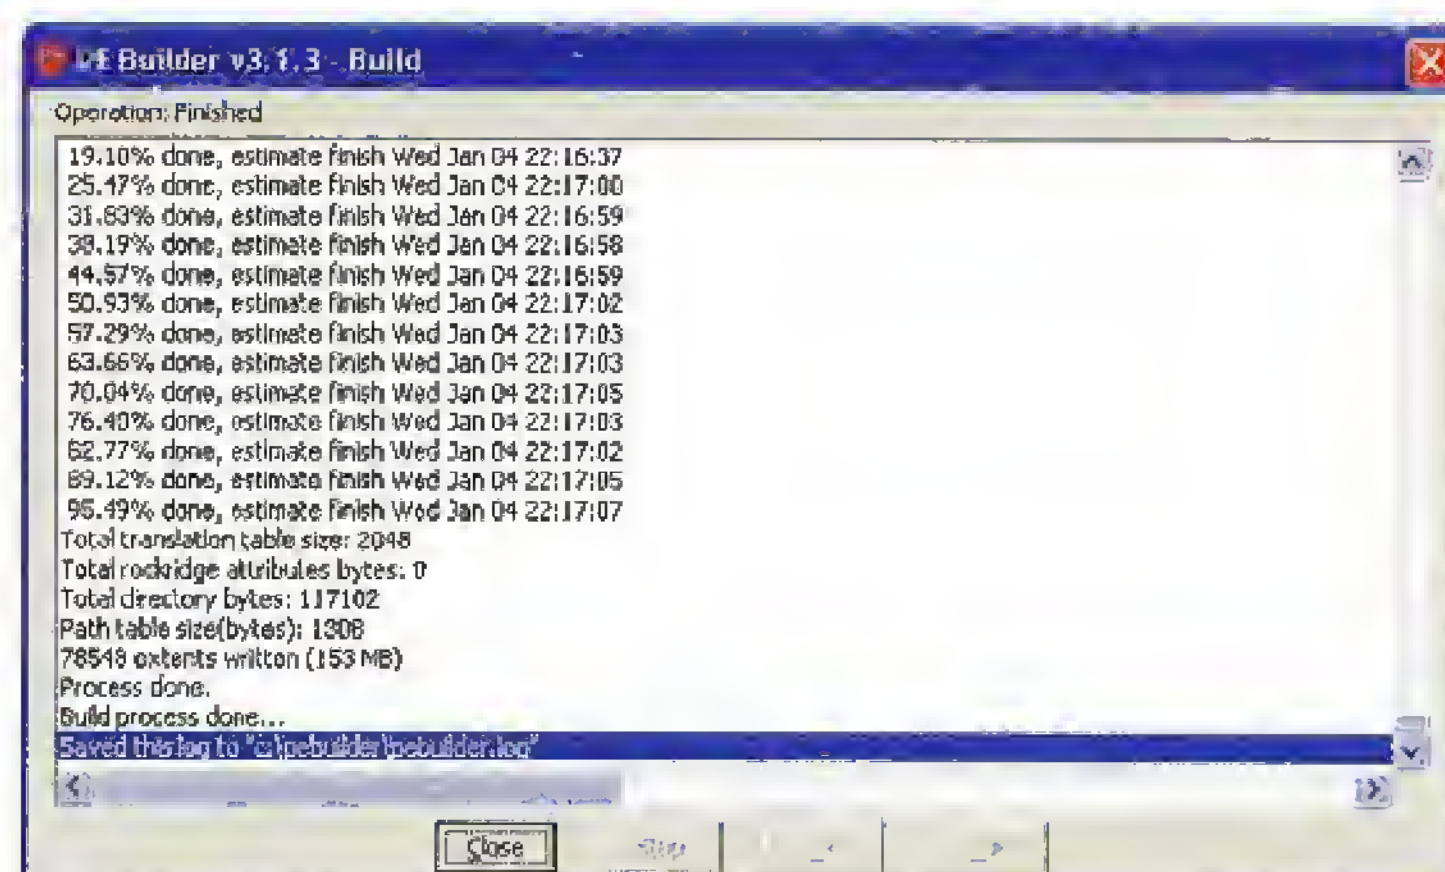 PE Builder v3.1.3 - Build
Operation: Finished
19.10% done, estimate finish Wed Jan 04 22:16:37
25.47% done, estimate finish Wed Jan 04 22:17:00
31.83% done, estimate finish Wed Jan 04 22:16:59
38.19% done, estimate finish Wed Jan 04 22:16:58
44.57% done, estimate finish Wed Jan 04 22:16:59
50.93% done, estimate finish Wed Jan 04 22:17:02
57.29% done, estimate finish Wed Jan 04 22:17:03
63.66% done, estimate finish Wed Jan 04 22:17:03
70.04% done, estimate finish Wed Jan 04 22:17:05
76.40% done, estimate finish Wed Jan 04 22:17:03
82.77% done, estimate finish Wed Jan 04 22:17:02
89.12% done, estimate finish Wed Jan 04 22:17:05
95.49% done, estimate finish Wed Jan 04 22:17:07
Total translation table size: 2048
Total rockridge attributes bytes: 0
Total directory bytes: 117102
Path table size(bytes): 1308
78548 extents written (153 MB)
Process done.
Build process done...
Saved this log to "c:\pebuilder\pebuilder.log"
Close